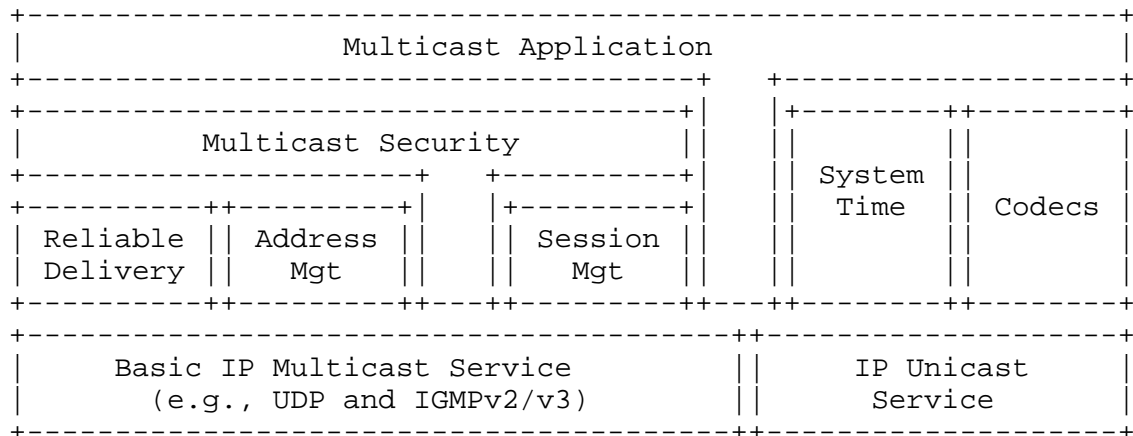 Multicast Application
Multicast Security
System
Time Codecs
Reliable Address Session
Delivery Mgt Mgt
Basic IP Multicast Service IP Unicast
(e.g., UDP and IGMPv2/v3) Service